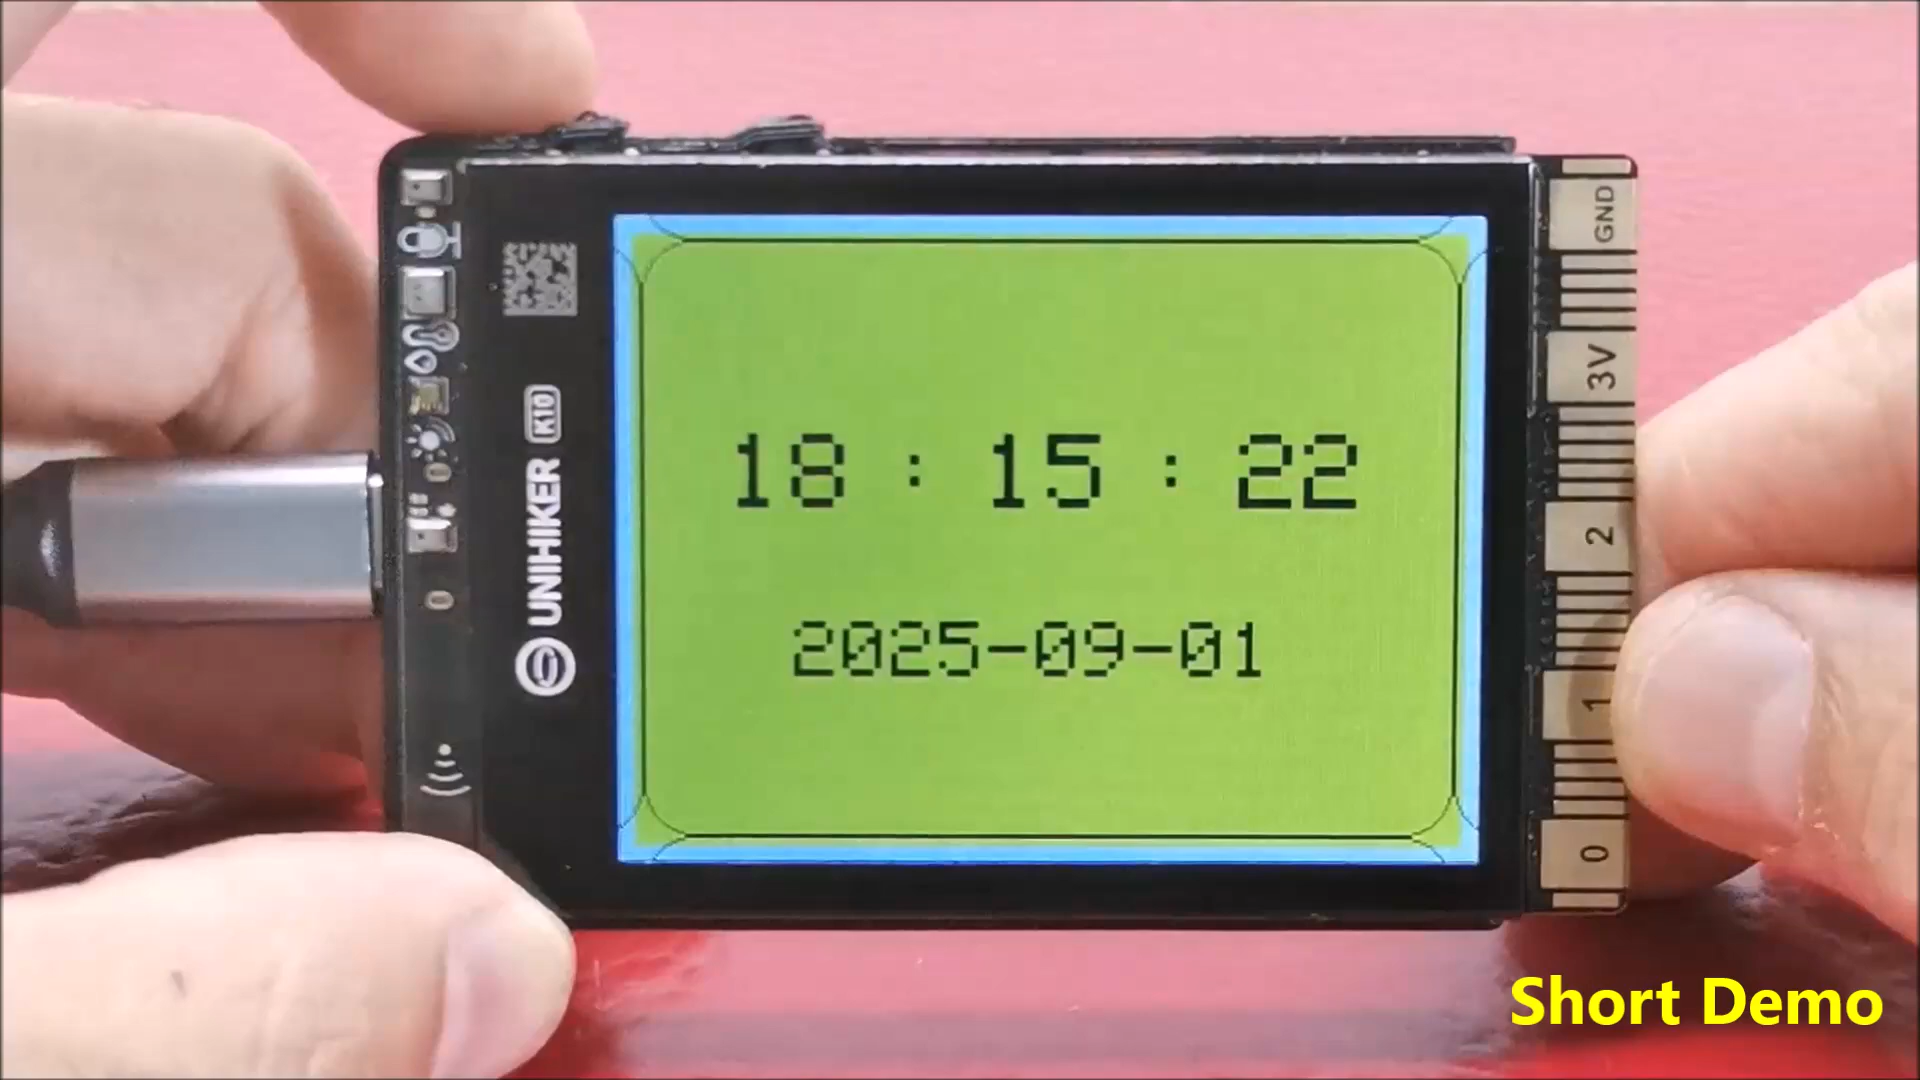 UNIHIKER K10
18 : 15 : 22
2025-09-01
GND
3V
2
1
0
Short Demo